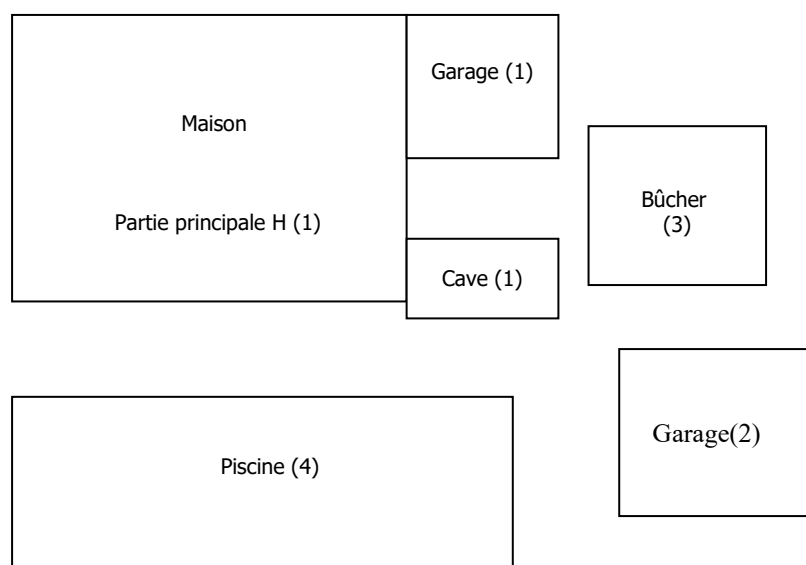 Garage (1)
Maison
Partie principale H (1)
Bûcher
(3)
Cave (1)
Garage(2)
Piscine (4)